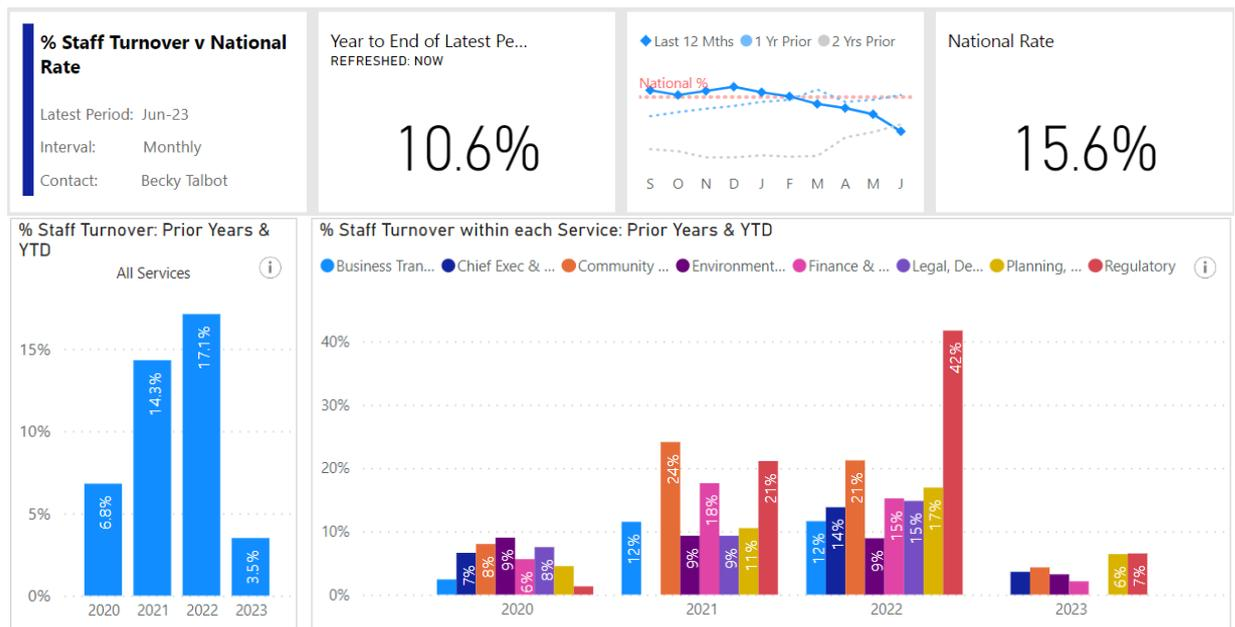 % Staff Turnover v National
Rate
Latest Period: Jun-23
Interval: Monthly
Contact: Becky Talbot
Year to End of Latest Pe...
REFRESHED: NOW
10.6%
Last 12 Mths 1 Yr Prior 2 Yrs Prior
National %
S O N D J F M A M J
National Rate
15.6%
% Staff Turnover: Prior Years &
YTD
All Services
15%
10%
5%
0%
6.8%
14.3%
17.1%
3.5%
2020 2021 2022 2023
% Staff Turnover within each Service: Prior Years & YTD
Business Tran... Chief Exec & ... Community ... Environment... Finance & ... Legal, De... Planning, ... Regulatory
40%
30%
20%
10%
0%
7% 8% 9% 6% 8%
12% 24% 9% 18% 9% 11% 21%
12% 14% 21% 9% 15% 15% 17% 42%
6% 7%
2020 2021 2022 2023